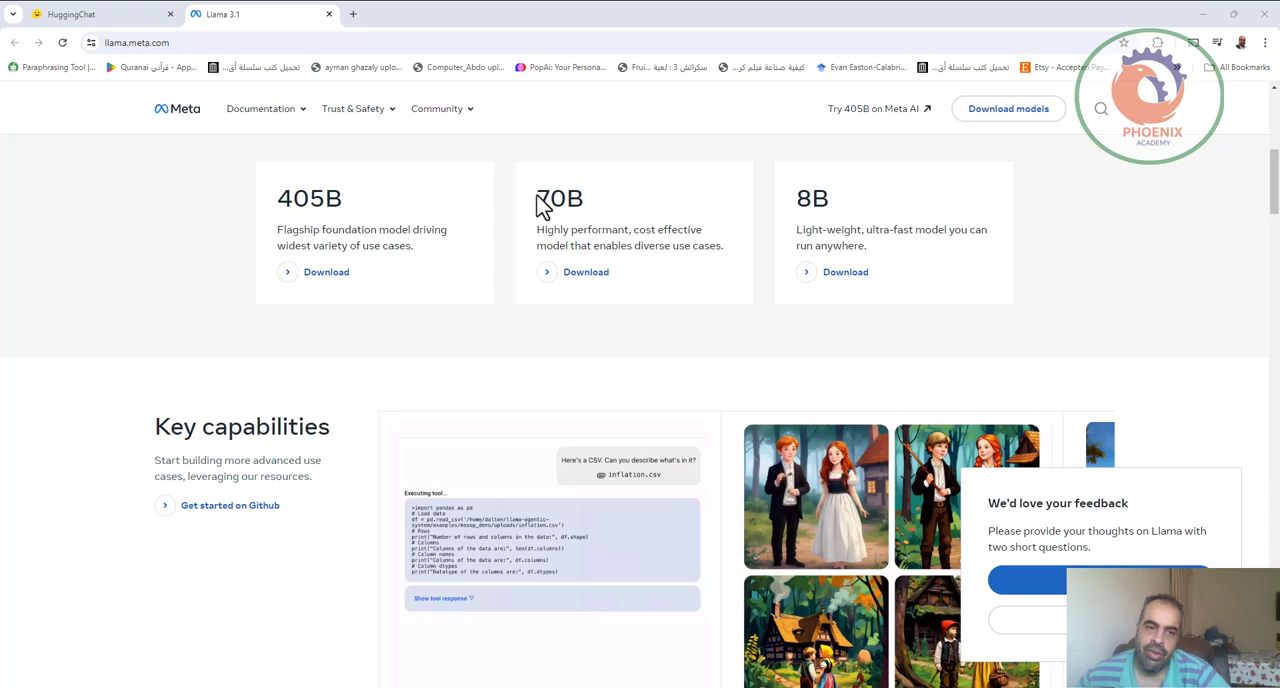 HuggingChat
Llama 3.1
llama.meta.com
Paraphrasing Tool |...
Quranai قرآني - App...
تحميل كتب سلسلة أق...
ayman ghazaly uplo...
Computer_Abdo upl...
PopAi: Your Persona...
سكراتش 3 : لعبة Frui...
كيفية صناعة فيلم كر...
Evan Easton-Calabri...
تحميل كتب سلسلة أق...
Etsy - Accepted Pay...
All Bookmarks
Meta
Documentation
Trust & Safety
Community
Try 405B on Meta AI
Download models
PHOENIX
ACADEMY
405B
Flagship foundation model driving
widest variety of use cases.
Download
70B
Highly performant, cost effective
model that enables diverse use cases.
Download
8B
Light-weight, ultra-fast model you can
run anywhere.
Download
Key capabilities
Start building more advanced use
cases, leveraging our resources.
Get started on Github
Here's a CSV. Can you describe what's in it?
@ inflation.csv
Executing tool...
>import pandas as pd
# Load data
df = pd.read_csv('/home/dalton/llama-agentic-
system/examples/mesop_demo/uploads/inflation.csv')
# Rows
print("Number of rows and columns in the data:", df.shape)
# Columns
print("Columns of the data are:", len(df.columns))
# Column names
print("Columns of the data are:", df.columns)
# Column dtypes
print("Datatype of the columns are:", df.dtypes)
Show tool response
We'd love your feedback
Please provide your thoughts on Llama with
two short questions.